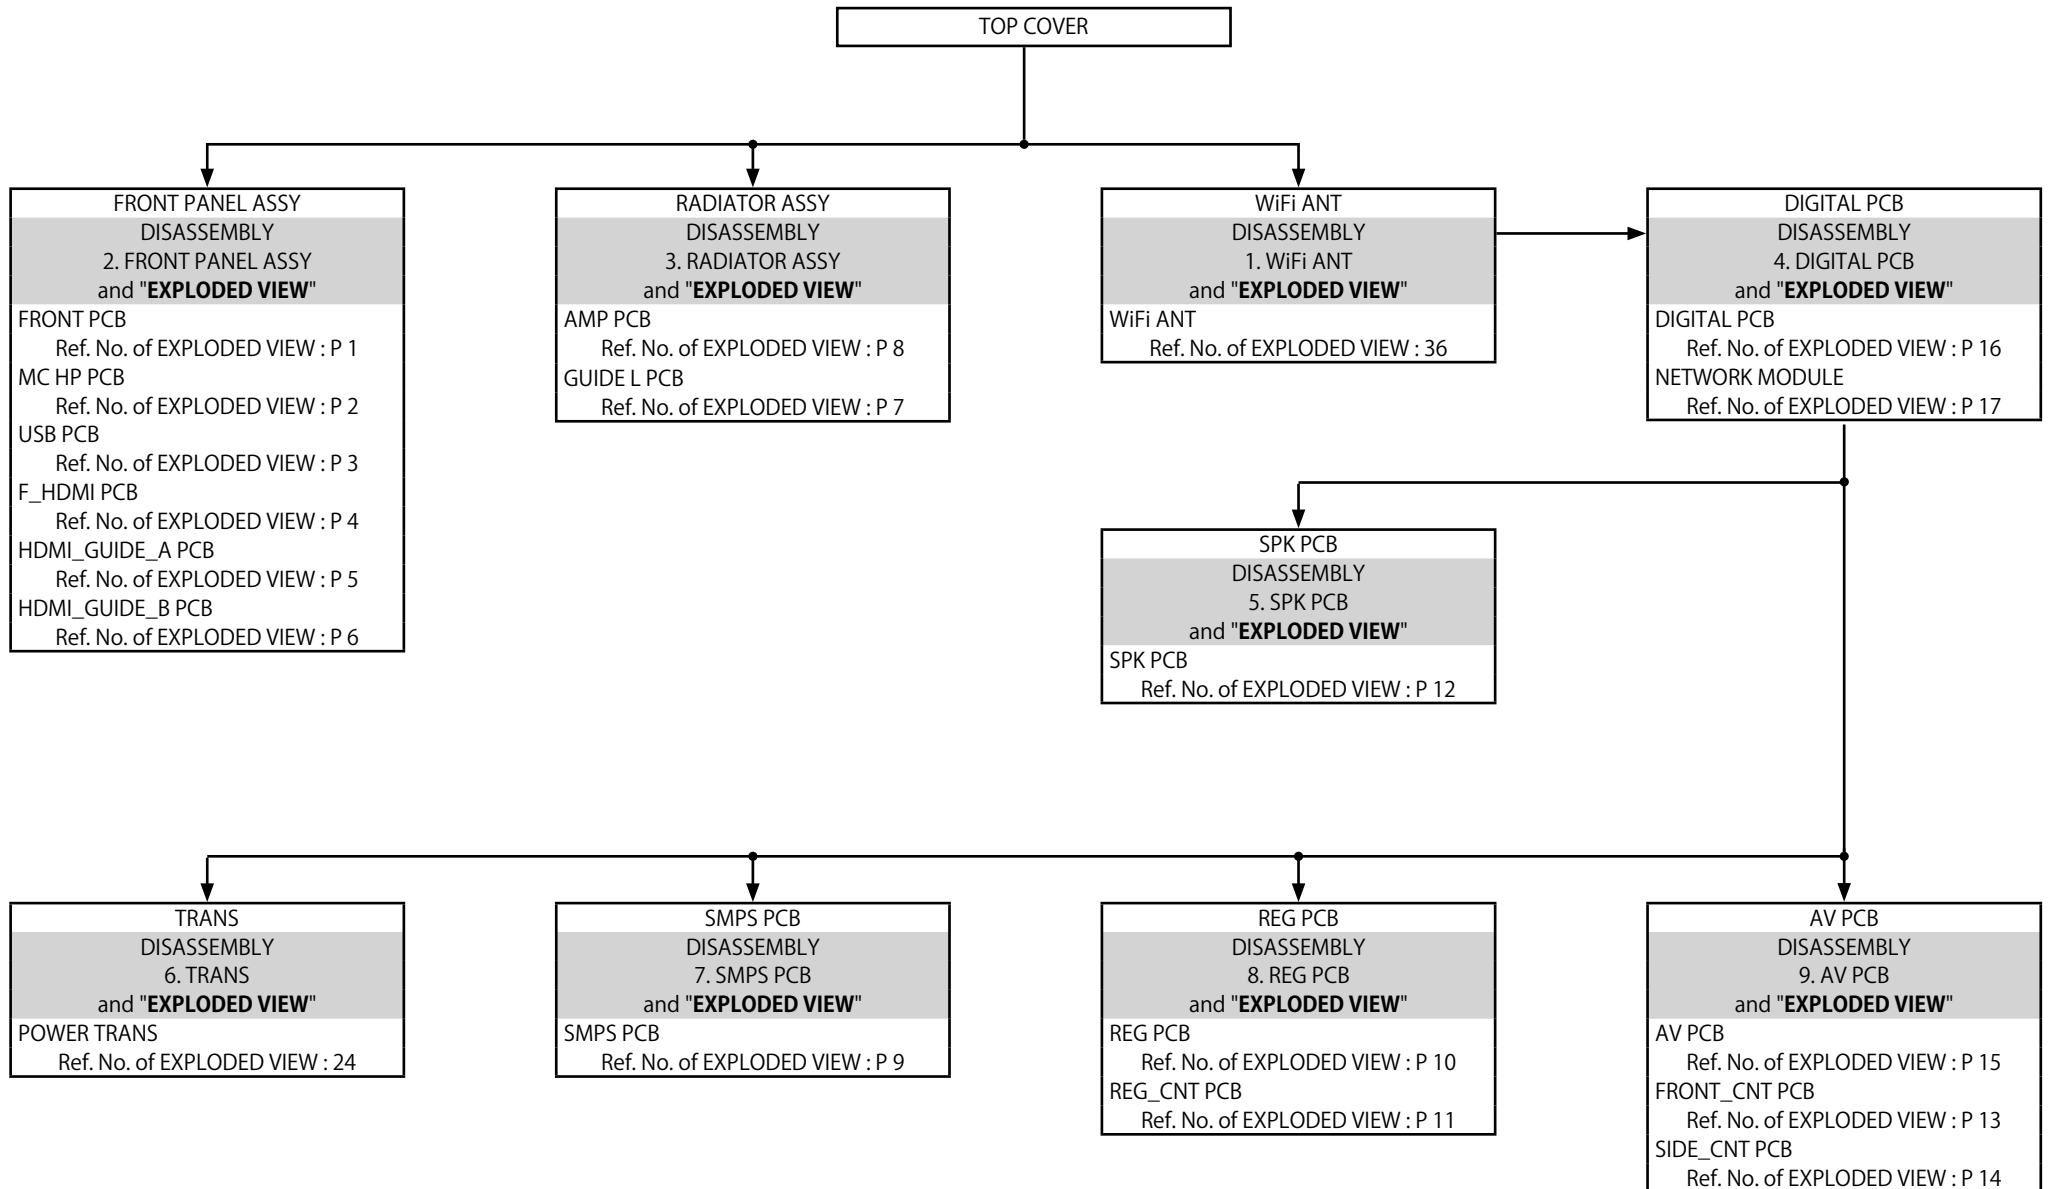 TOP COVER
FRONT PANEL ASSY
DISASSEMBLY
2. FRONT PANEL ASSY
and "EXPLODED VIEW"
FRONT PCB
Ref. No. of EXPLODED VIEW : P 1
MC HP PCB
Ref. No. of EXPLODED VIEW : P 2
USB PCB
Ref. No. of EXPLODED VIEW : P 3
F_HDMI PCB
Ref. No. of EXPLODED VIEW : P 4
HDMI_GUIDE_A PCB
Ref. No. of EXPLODED VIEW : P 5
HDMI_GUIDE_B PCB
Ref. No. of EXPLODED VIEW : P 6
RADIATOR ASSY
DISASSEMBLY
3. RADIATOR ASSY
and "EXPLODED VIEW"
AMP PCB
Ref. No. of EXPLODED VIEW : P 8
GUIDE L PCB
Ref. No. of EXPLODED VIEW : P 7
WiFi ANT
DISASSEMBLY
1. WiFi ANT
and "EXPLODED VIEW"
WiFi ANT
Ref. No. of EXPLODED VIEW : 36
DIGITAL PCB
DISASSEMBLY
4. DIGITAL PCB
and "EXPLODED VIEW"
DIGITAL PCB
Ref. No. of EXPLODED VIEW : P 16
NETWORK MODULE
Ref. No. of EXPLODED VIEW : P 17
SPK PCB
DISASSEMBLY
5. SPK PCB
and "EXPLODED VIEW"
SPK PCB
Ref. No. of EXPLODED VIEW : P 12
TRANS
DISASSEMBLY
6. TRANS
and "EXPLODED VIEW"
POWER TRANS
Ref. No. of EXPLODED VIEW : 24
SMPS PCB
DISASSEMBLY
7. SMPS PCB
and "EXPLODED VIEW"
SMPS PCB
Ref. No. of EXPLODED VIEW : P 9
REG PCB
DISASSEMBLY
8. REG PCB
and "EXPLODED VIEW"
REG PCB
Ref. No. of EXPLODED VIEW : P 10
REG_CNT PCB
Ref. No. of EXPLODED VIEW : P 11
AV PCB
DISASSEMBLY
9. AV PCB
and "EXPLODED VIEW"
AV PCB
Ref. No. of EXPLODED VIEW : P 15
FRONT_CNT PCB
Ref. No. of EXPLODED VIEW : P 13
SIDE_CNT PCB
Ref. No. of EXPLODED VIEW : P 14